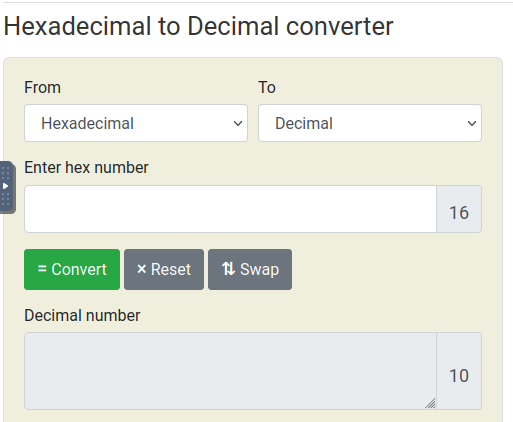 Hexadecimal to Decimal converter
From To
Hexadecimal Decimal
Enter hex number
16
= Convert × Reset ⇅ Swap
Decimal number
10